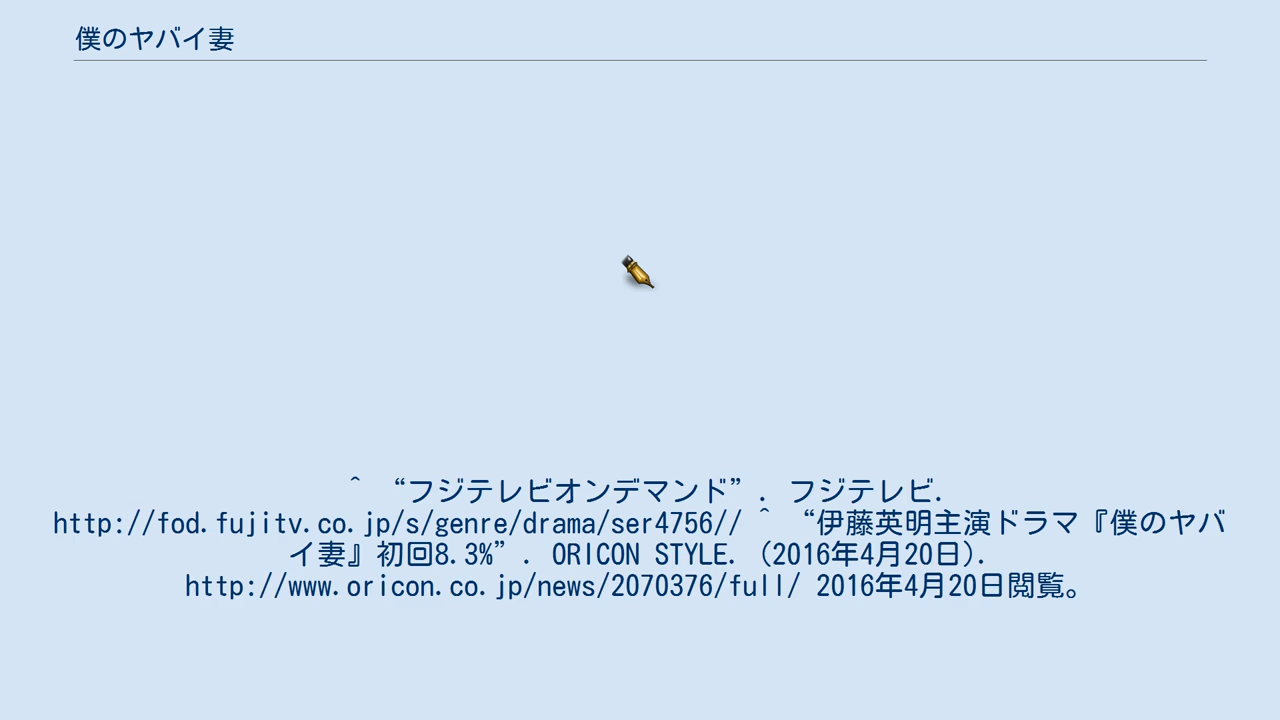 僕のヤバイ妻
^ “フジテレビオンデマンド”. フジテレビ.
http://fod.fujitv.co.jp/s/genre/drama/ser4756// ^ “伊藤英明主演ドラマ『僕のヤバ
イ妻』初回8.3%”. ORICON STYLE. (2016年4月20日).
http://www.oricon.co.jp/news/2070376/full/ 2016年4月20日閲覧。